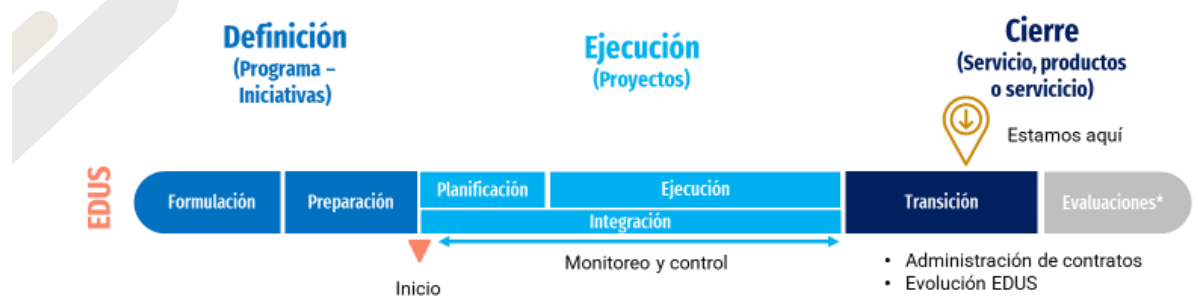 Definición
(Programa –
Iniciativas)
Ejecución
(Proyectos)
Cierre
(Servicio, productos
o servicicio)
Estamos aquí
EDUS
Formulación
Preparación
Planificación
Ejecución
Integración
Transición
Evaluaciones*
Monitoreo y control
Inicio
• Administración de contratos
• Evolución EDUS